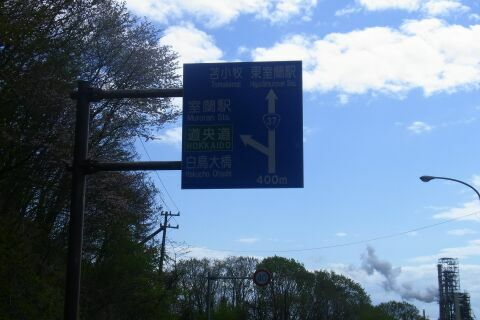 苫小牧 東室蘭駅
Tomakomai Higashimuroran Sta.
室蘭駅
Muroran Sta.
37
道央道
HOKKAIDO
白鳥大橋
Hakucho Ohashi
400m